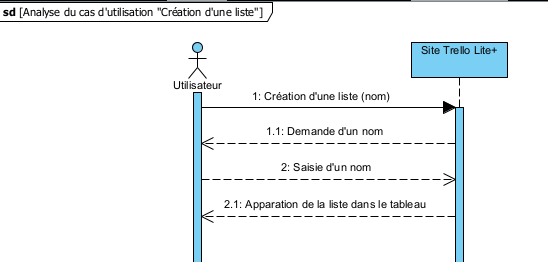 sd [Analyse du cas d'utilisation "Création d'une liste"]
Site Trello Lite+
Utilisateur
1: Création d'une liste (nom)
1.1: Demande d'un nom
2: Saisie d'un nom
2.1: Apparation de la liste dans le tableau